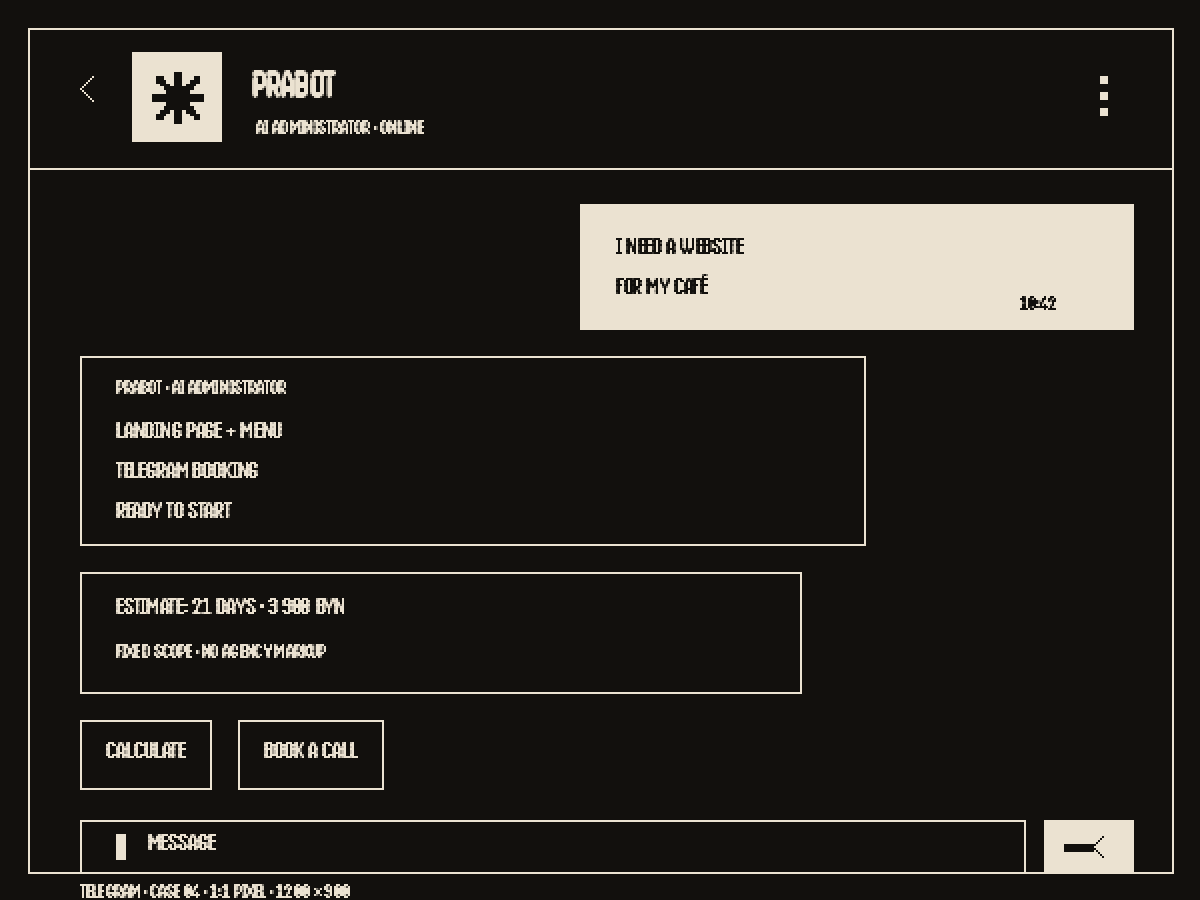 PRABOT
AI ADMINISTRATOR · ONLINE
I NEED A WEBSITE
FOR MY CAFÉ
10:42
PRABOT · AI ADMINISTRATOR
LANDING PAGE + MENU
TELEGRAM BOOKING
READY TO START
ESTIMATE: 21 DAYS · 3 900 BYN
FIXED SCOPE · NO AGENCY MARKUP
CALCULATE
BOOK A CALL
MESSAGE
TELEGRAM · CASE 04 · 1:1 PIXEL · 1200 × 900